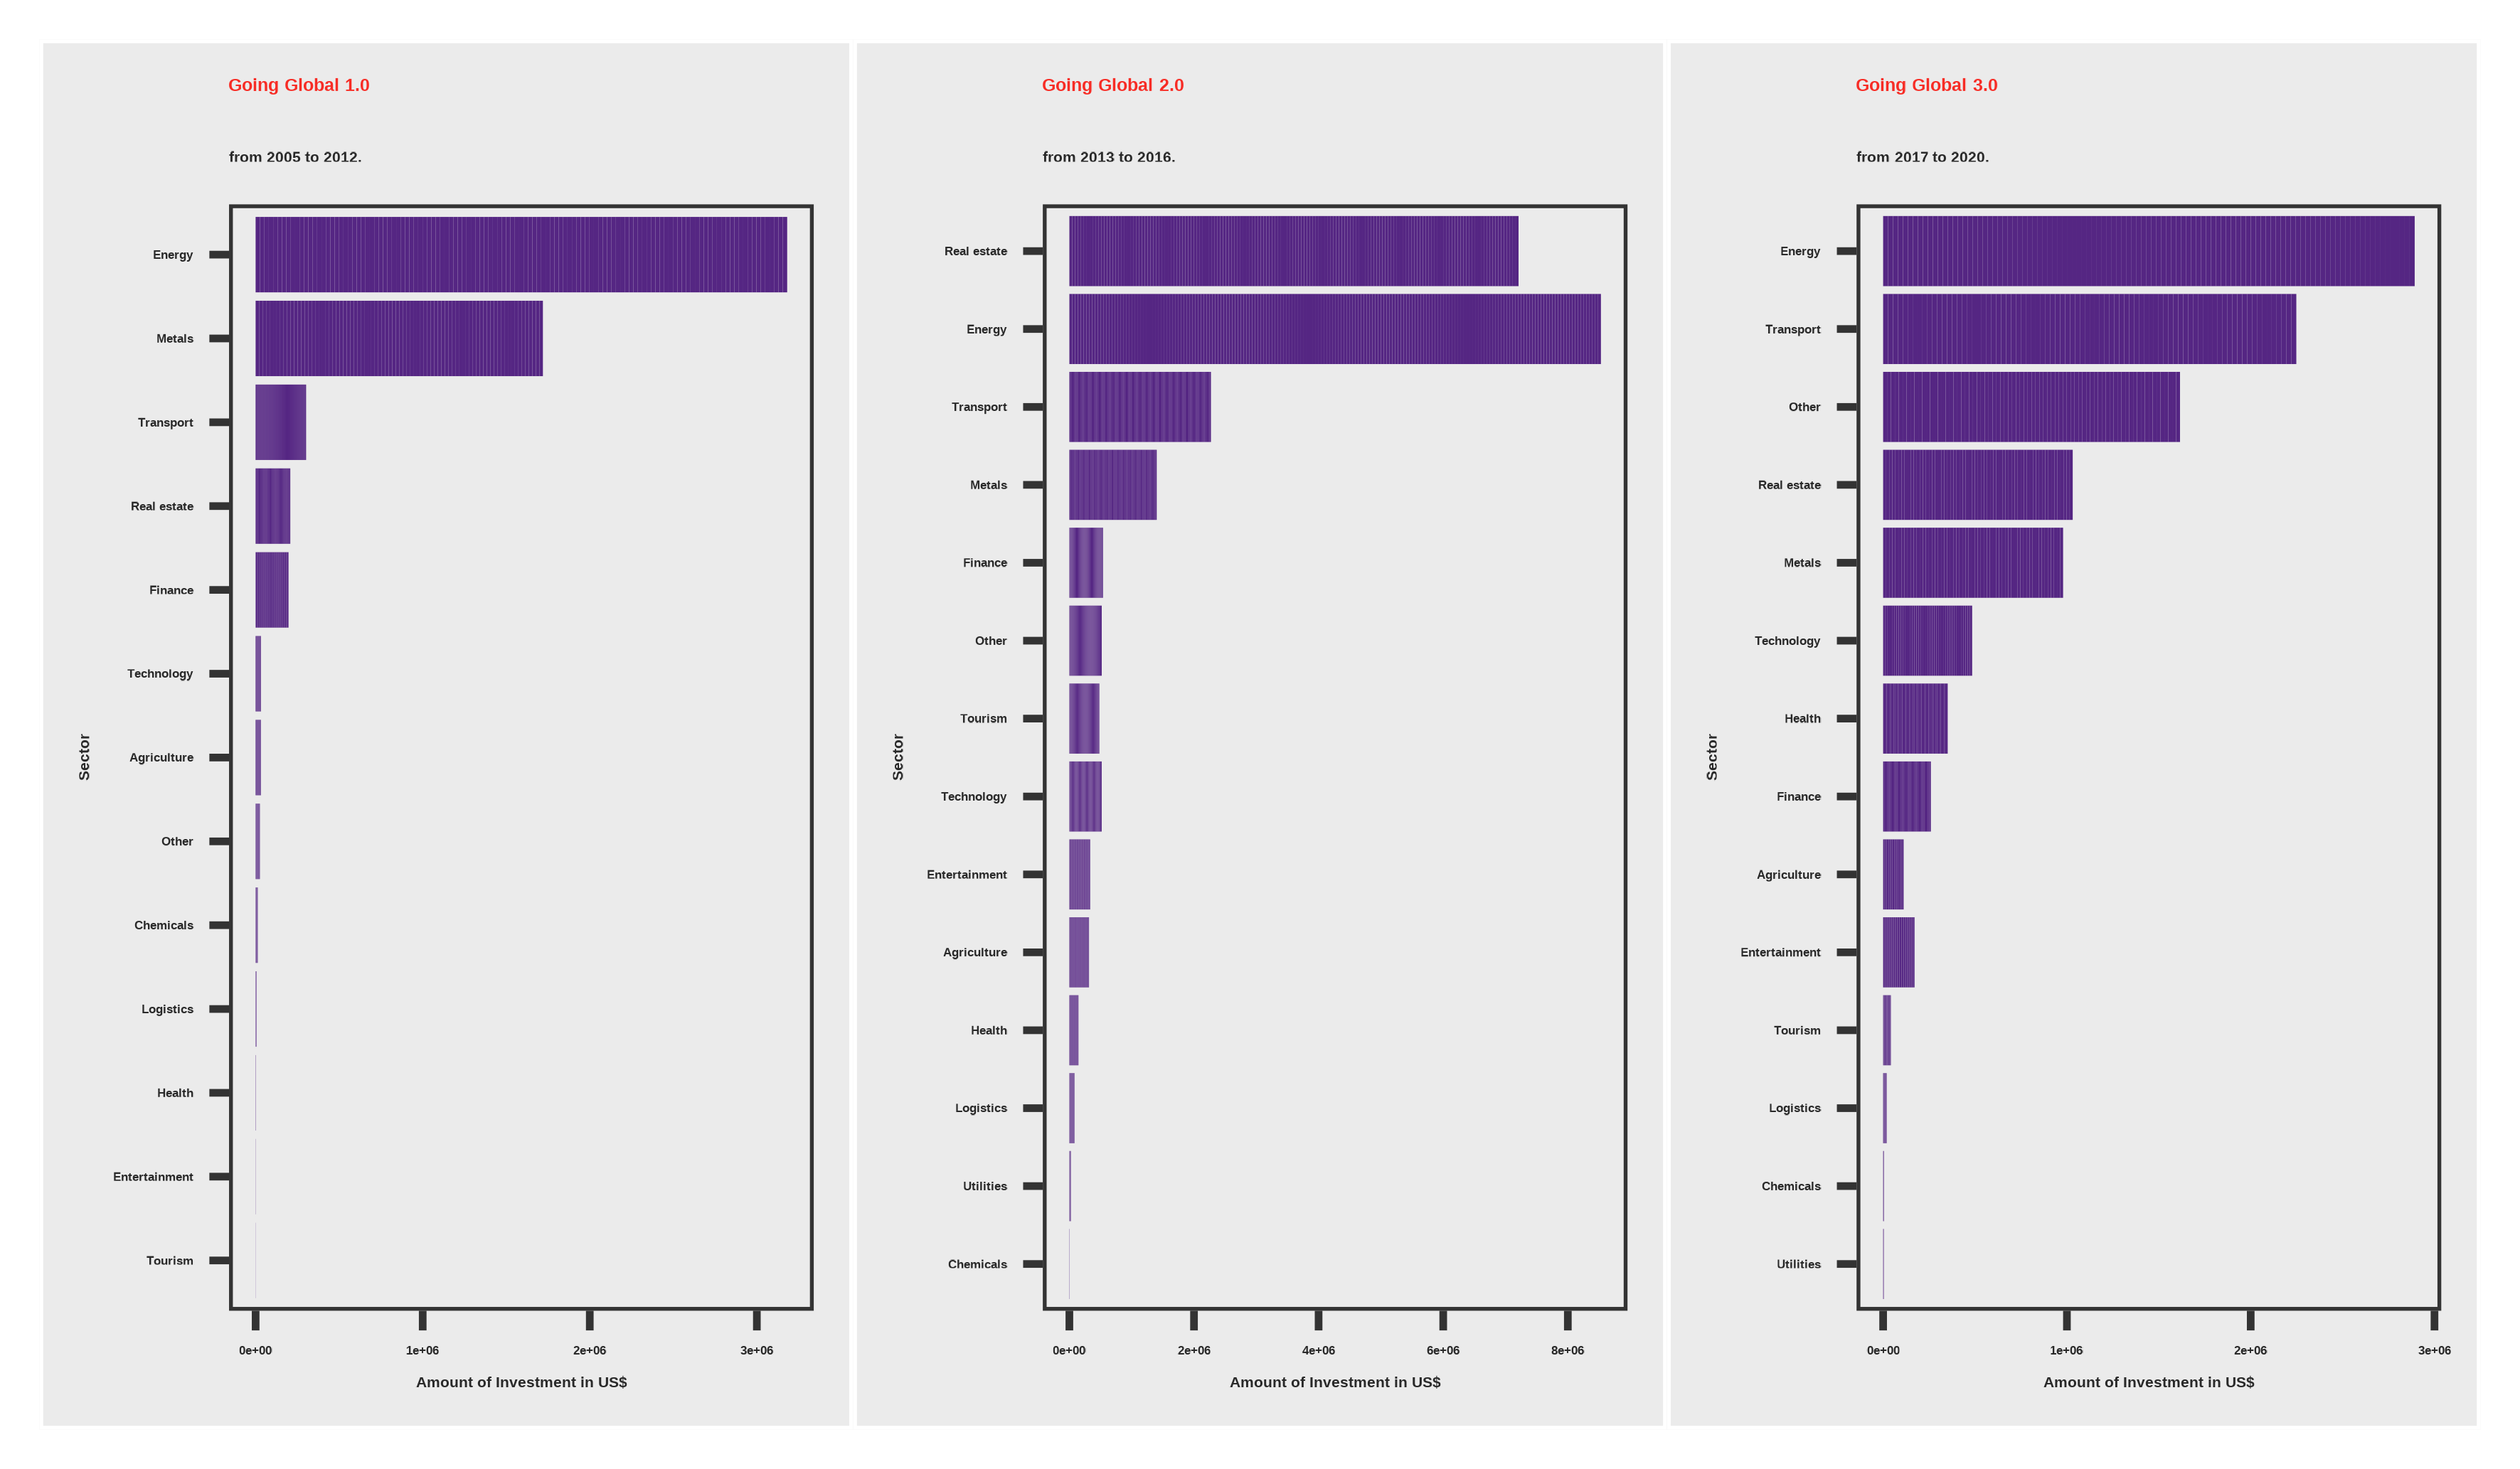 Going Global 1.0
from 2005 to 2012.
Sector
Energy
Metals
Transport
Real estate
Finance
Technology
Agriculture
Other
Chemicals
Logistics
Health
Entertainment
Tourism
0e+00 1e+06 2e+06 3e+06
Amount of Investment in US$
Going Global 2.0
from 2013 to 2016.
Sector
Real estate
Energy
Transport
Metals
Finance
Other
Tourism
Technology
Entertainment
Agriculture
Health
Logistics
Utilities
Chemicals
0e+00 2e+06 4e+06 6e+06 8e+06
Amount of Investment in US$
Going Global 3.0
from 2017 to 2020.
Sector
Energy
Transport
Other
Real estate
Metals
Technology
Health
Finance
Agriculture
Entertainment
Tourism
Logistics
Chemicals
Utilities
0e+00 1e+06 2e+06 3e+06
Amount of Investment in US$